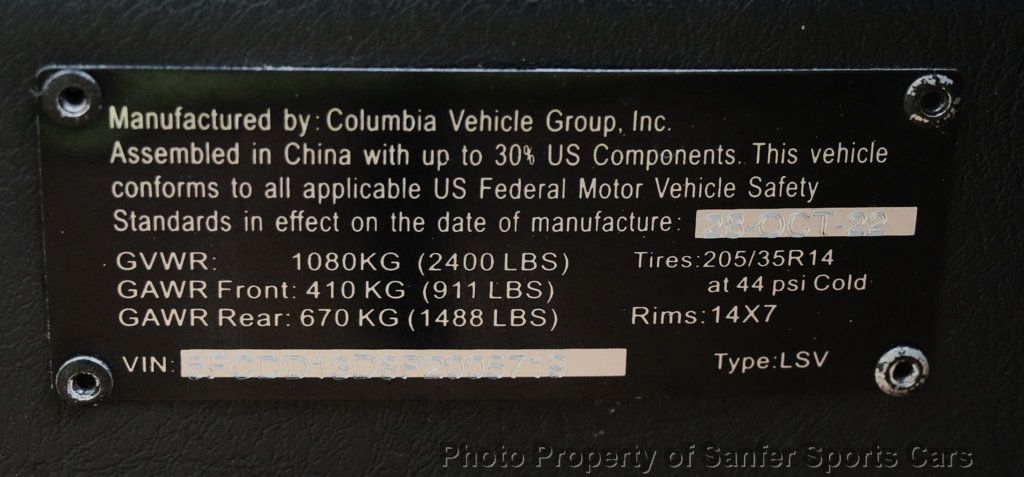 Manufactured by: Columbia Vehicle Group, Inc.
Assembled in China with up to 30% US Components. This vehicle
conforms to all applicable US Federal Motor Vehicle Safety
Standards in effect on the date of manufacture: 28-OCT-22
GVWR: 1080KG (2400 LBS) Tires:205/35R14
GAWR Front: 410 KG (911 LBS) at 44 psi Cold
GAWR Rear: 670 KG (1488 LBS) Rims:14X7
VIN: Type:LSV
Photo Property of Sanfer Sports Cars